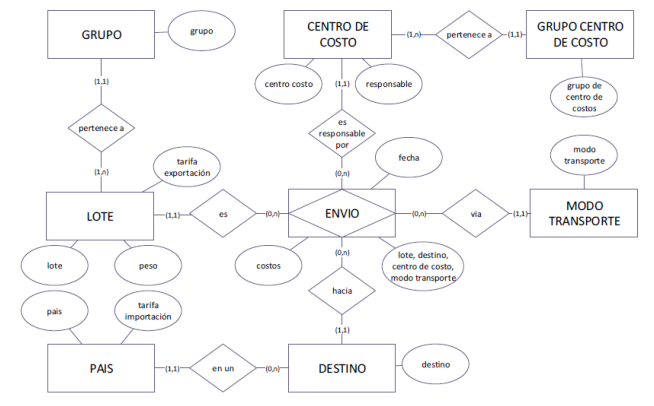 GRUPO
grupo
CENTRO DE
COSTO
(1,n)
pertenece a
(1,1)
GRUPO CENTRO
DE COSTO
(1,1)
centro costo
(1,1)
responsable
grupo de
centro de
costos
pertenece a
es
responsable
por
fecha
modo
transporte
(1,n)
tarifa
exportación
(0,n)
LOTE
(1,1)
es
(0,n)
ENVIO
(0,n)
via
(1,1)
MODO
TRANSPORTE
lote
peso
costos
(0,n)
lote, destino,
centro de costo,
modo transporte
pais
tarifa
importación
hacia
(1,1)
PAIS
(1,1)
en un
(0,n)
DESTINO
destino